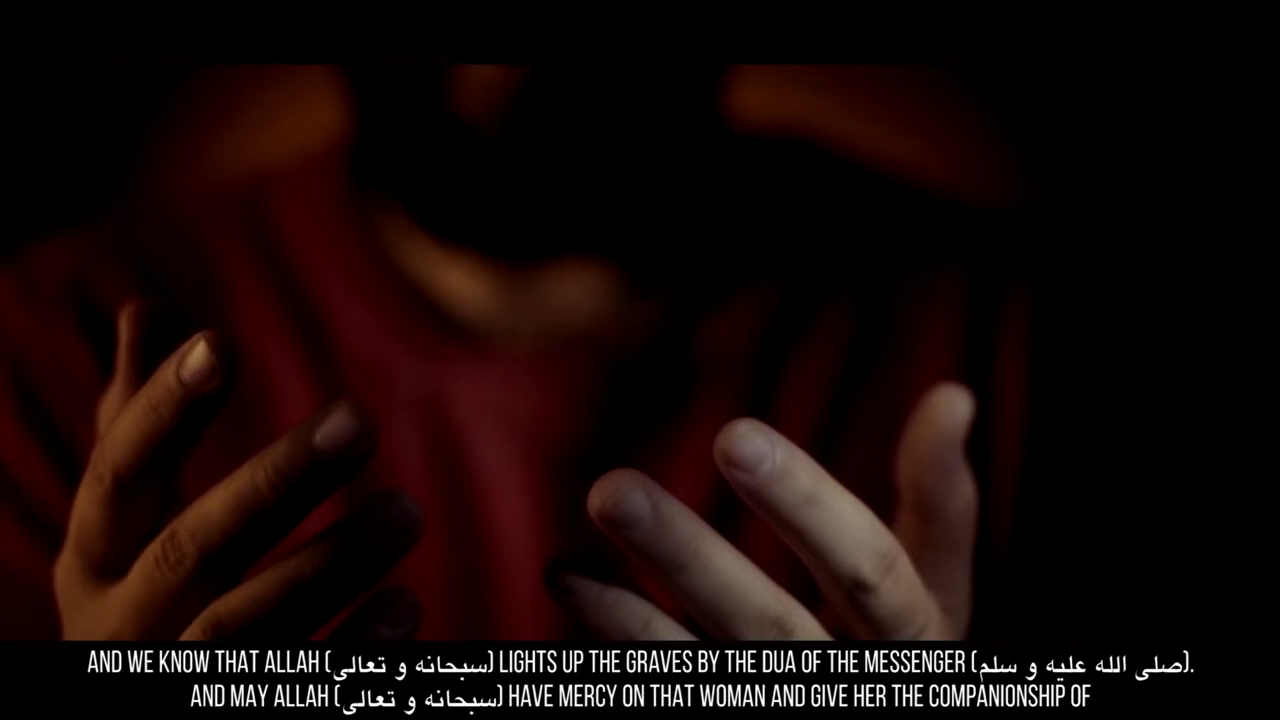 AND WE KNOW THAT ALLAH (سبحانه و تعالى) LIGHTS UP THE GRAVES BY THE DUA OF THE MESSENGER (صلى الله عليه و سلم).
AND MAY ALLAH (سبحانه و تعالى) HAVE MERCY ON THAT WOMAN AND GIVE HER THE COMPANIONSHIP OF